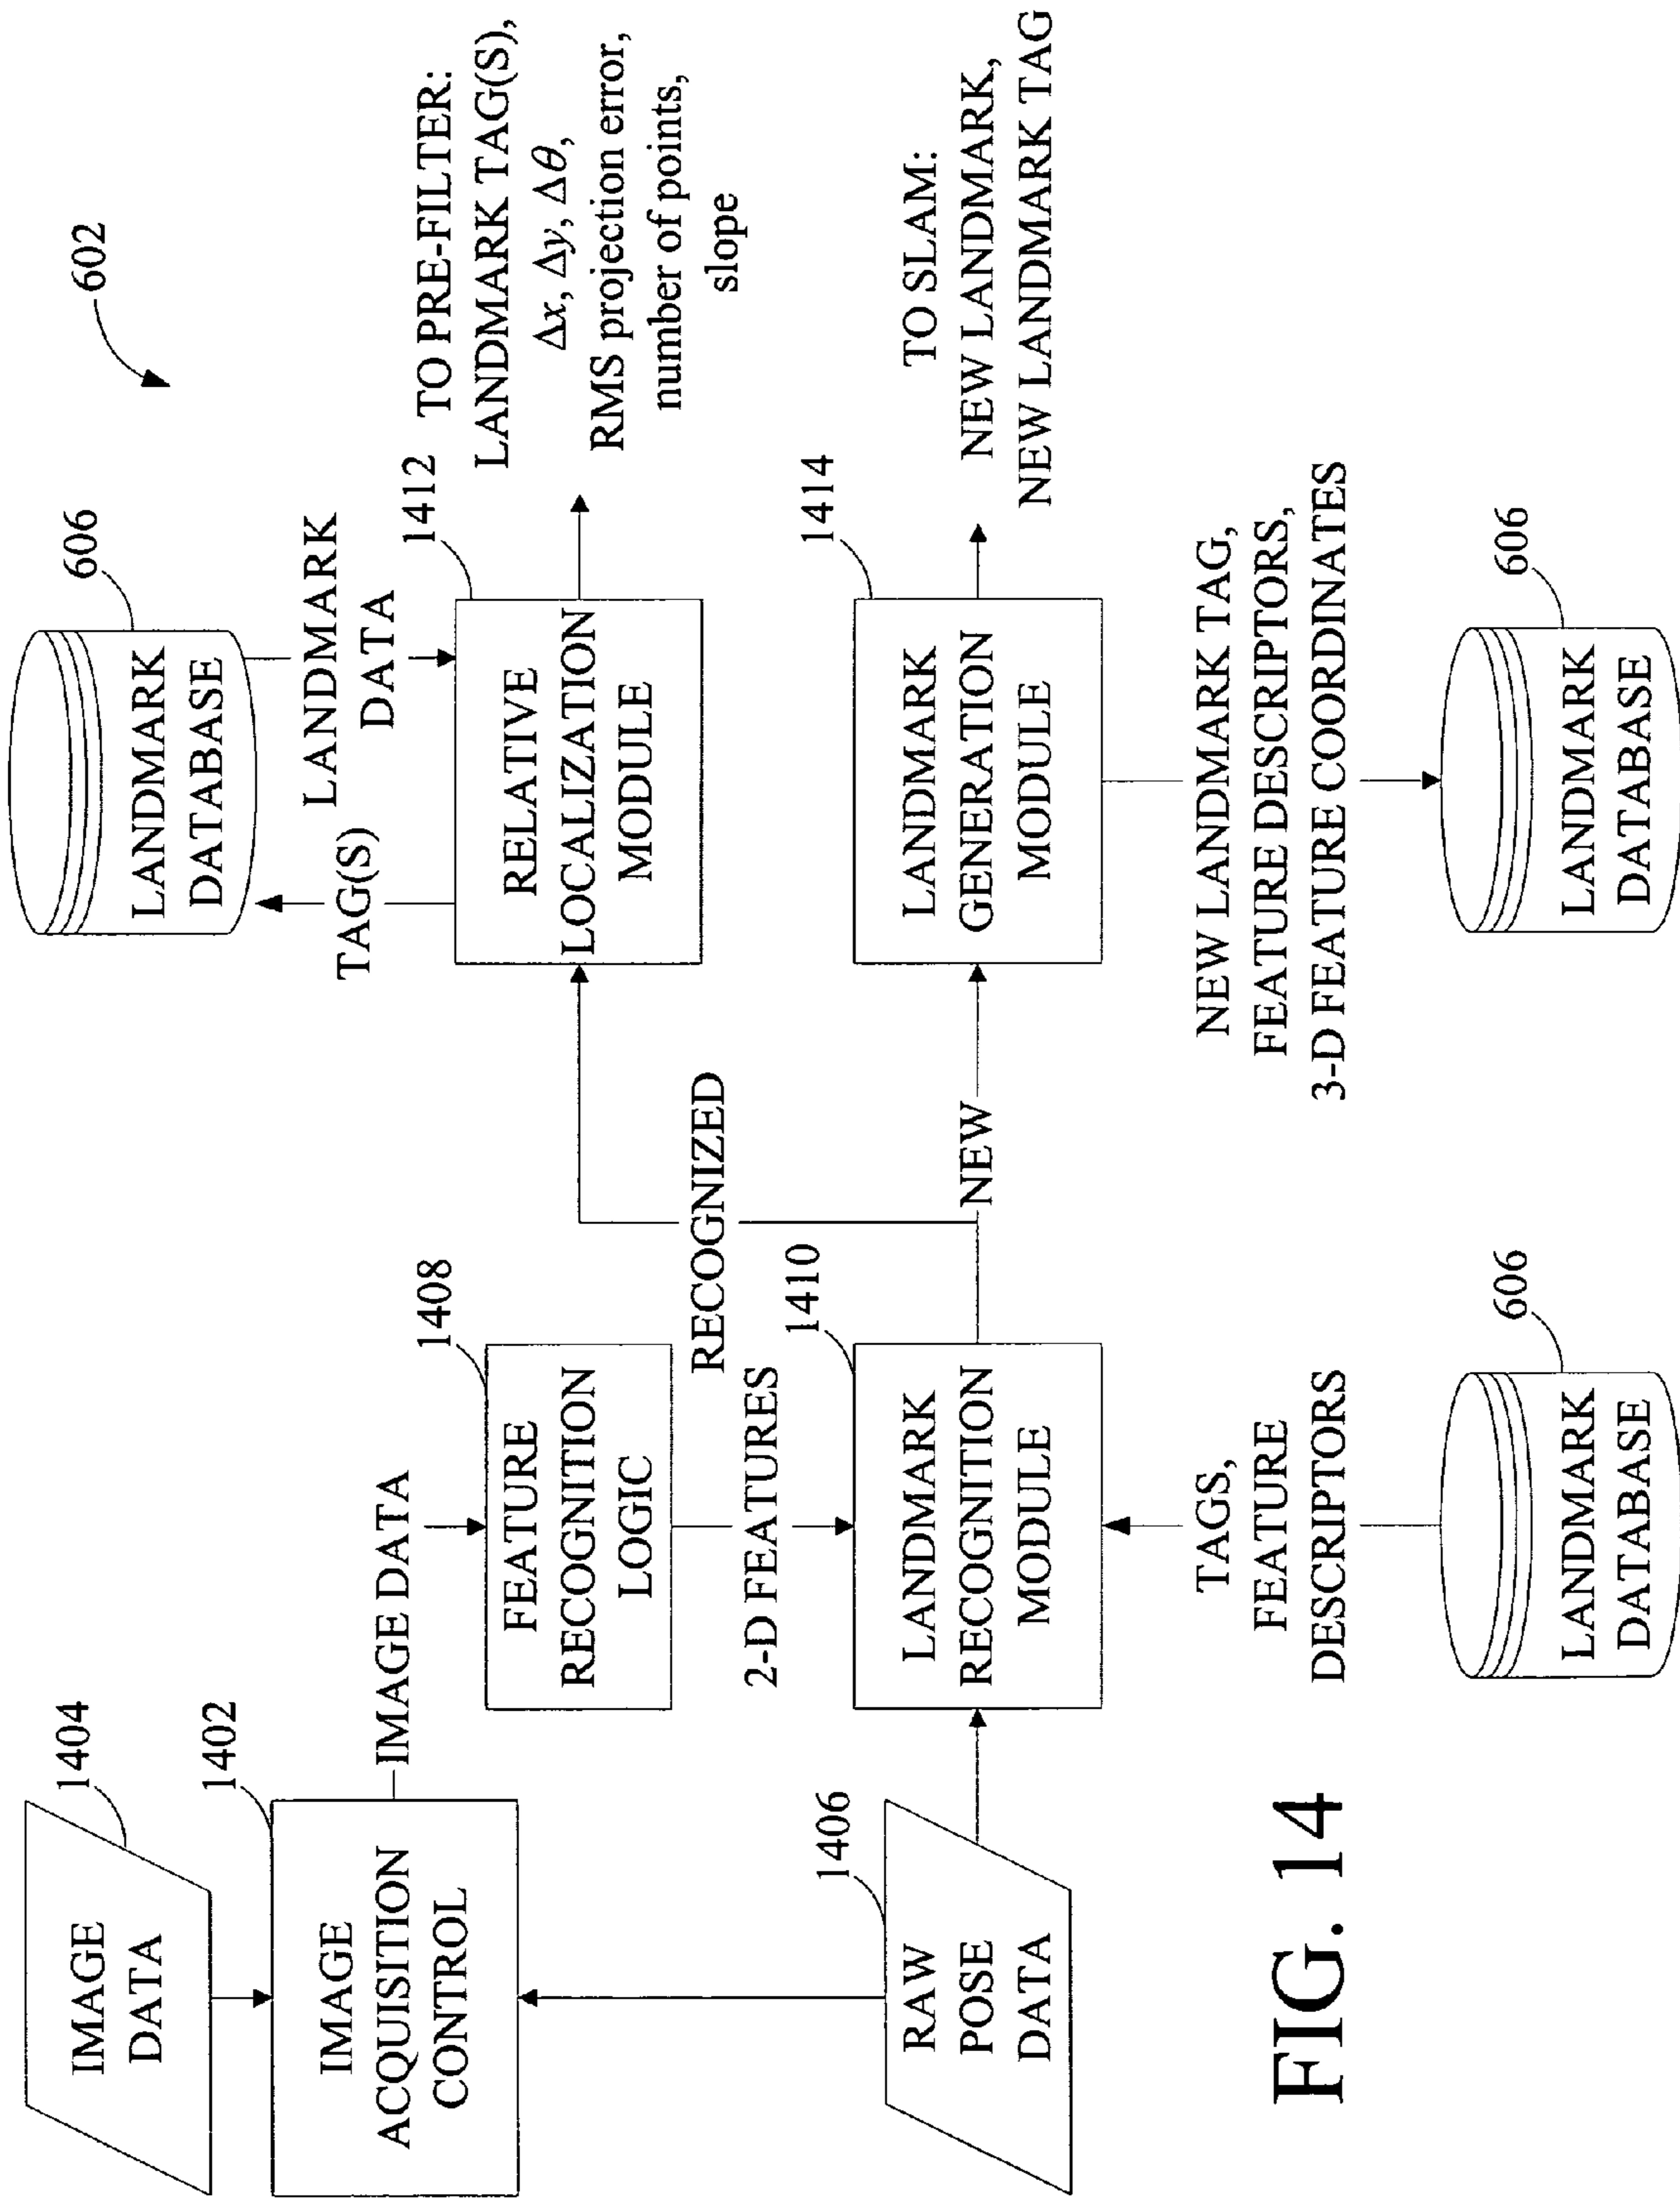 602
1404
IMAGE
DATA
1402
IMAGE
ACQUISITION
CONTROL
IMAGE DATA
1406
RAW
POSE
DATA
1408
FEATURE
RECOGNITION
LOGIC
2-D FEATURES
1410
LANDMARK
RECOGNITION
MODULE
TAGS,
FEATURE
DESCRIPTORS
606
LANDMARK
DATABASE
RECOGNIZED
NEW
606
LANDMARK
DATABASE
TAG(S)
LANDMARK
DATA
1412
RELATIVE
LOCALIZATION
MODULE
TO PRE-FILTER:
LANDMARK TAG(S),
Δx, Δy, Δθ,
RMS projection error,
number of points,
slope
1414
LANDMARK
GENERATION
MODULE
TO SLAM:
NEW LANDMARK,
NEW LANDMARK TAG
NEW LANDMARK TAG,
FEATURE DESCRIPTORS,
3-D FEATURE COORDINATES
606
LANDMARK
DATABASE
FIG. 14